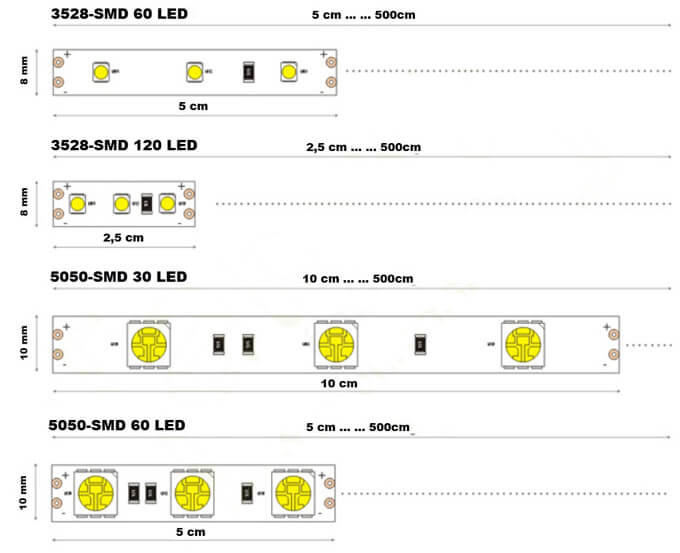 3528-SMD 60 LED 5 cm ... ... 500cm
8 mm
+
-
5 cm
3528-SMD 120 LED 2,5 cm ... ... 500cm
8 mm
+
-
2,5 cm
5050-SMD 30 LED 10 cm ... ... 500cm
10 mm
+ +
- -
10 cm
5050-SMD 60 LED 5 cm ... ... 500cm
10 mm
+ +
- -
5 cm